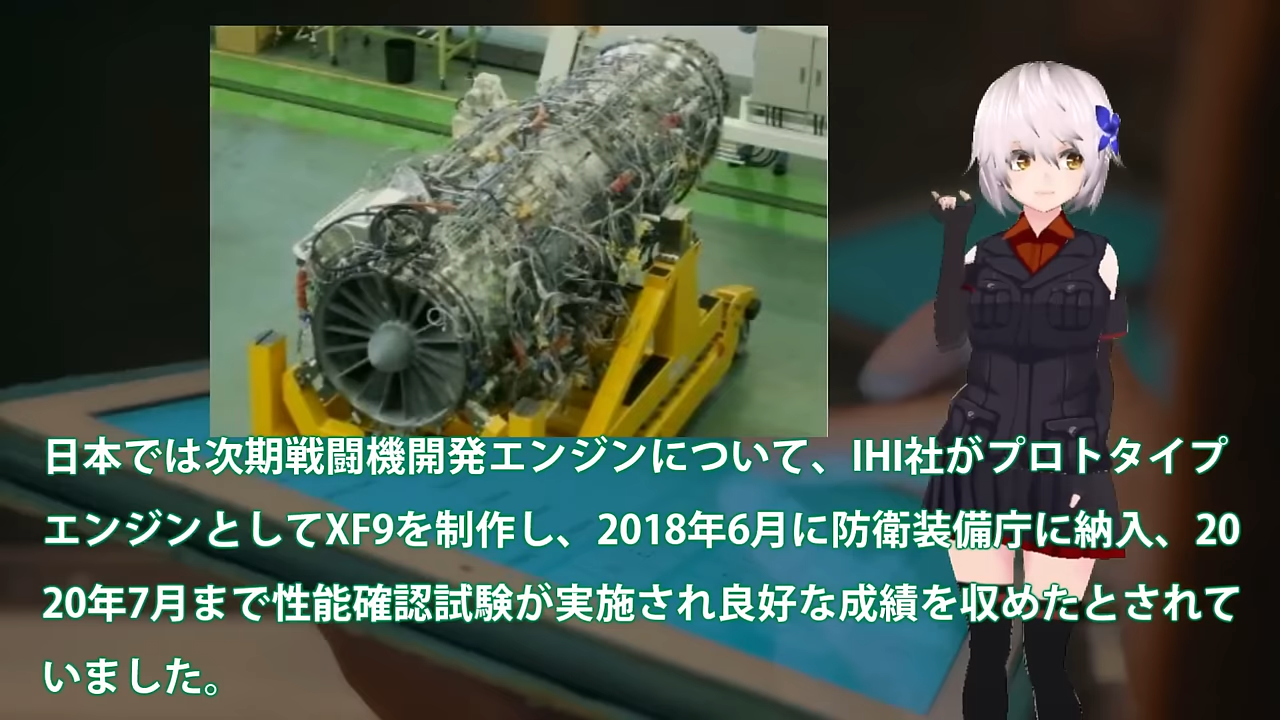 日本では次期戦闘機開発エンジンについて、IHI社がプロトタイプ
エンジンとしてXF9を制作し、2018年6月に防衛装備庁に納入、20
20年7月まで性能確認試験が実施され良好な成績を収めたとされて
いました。